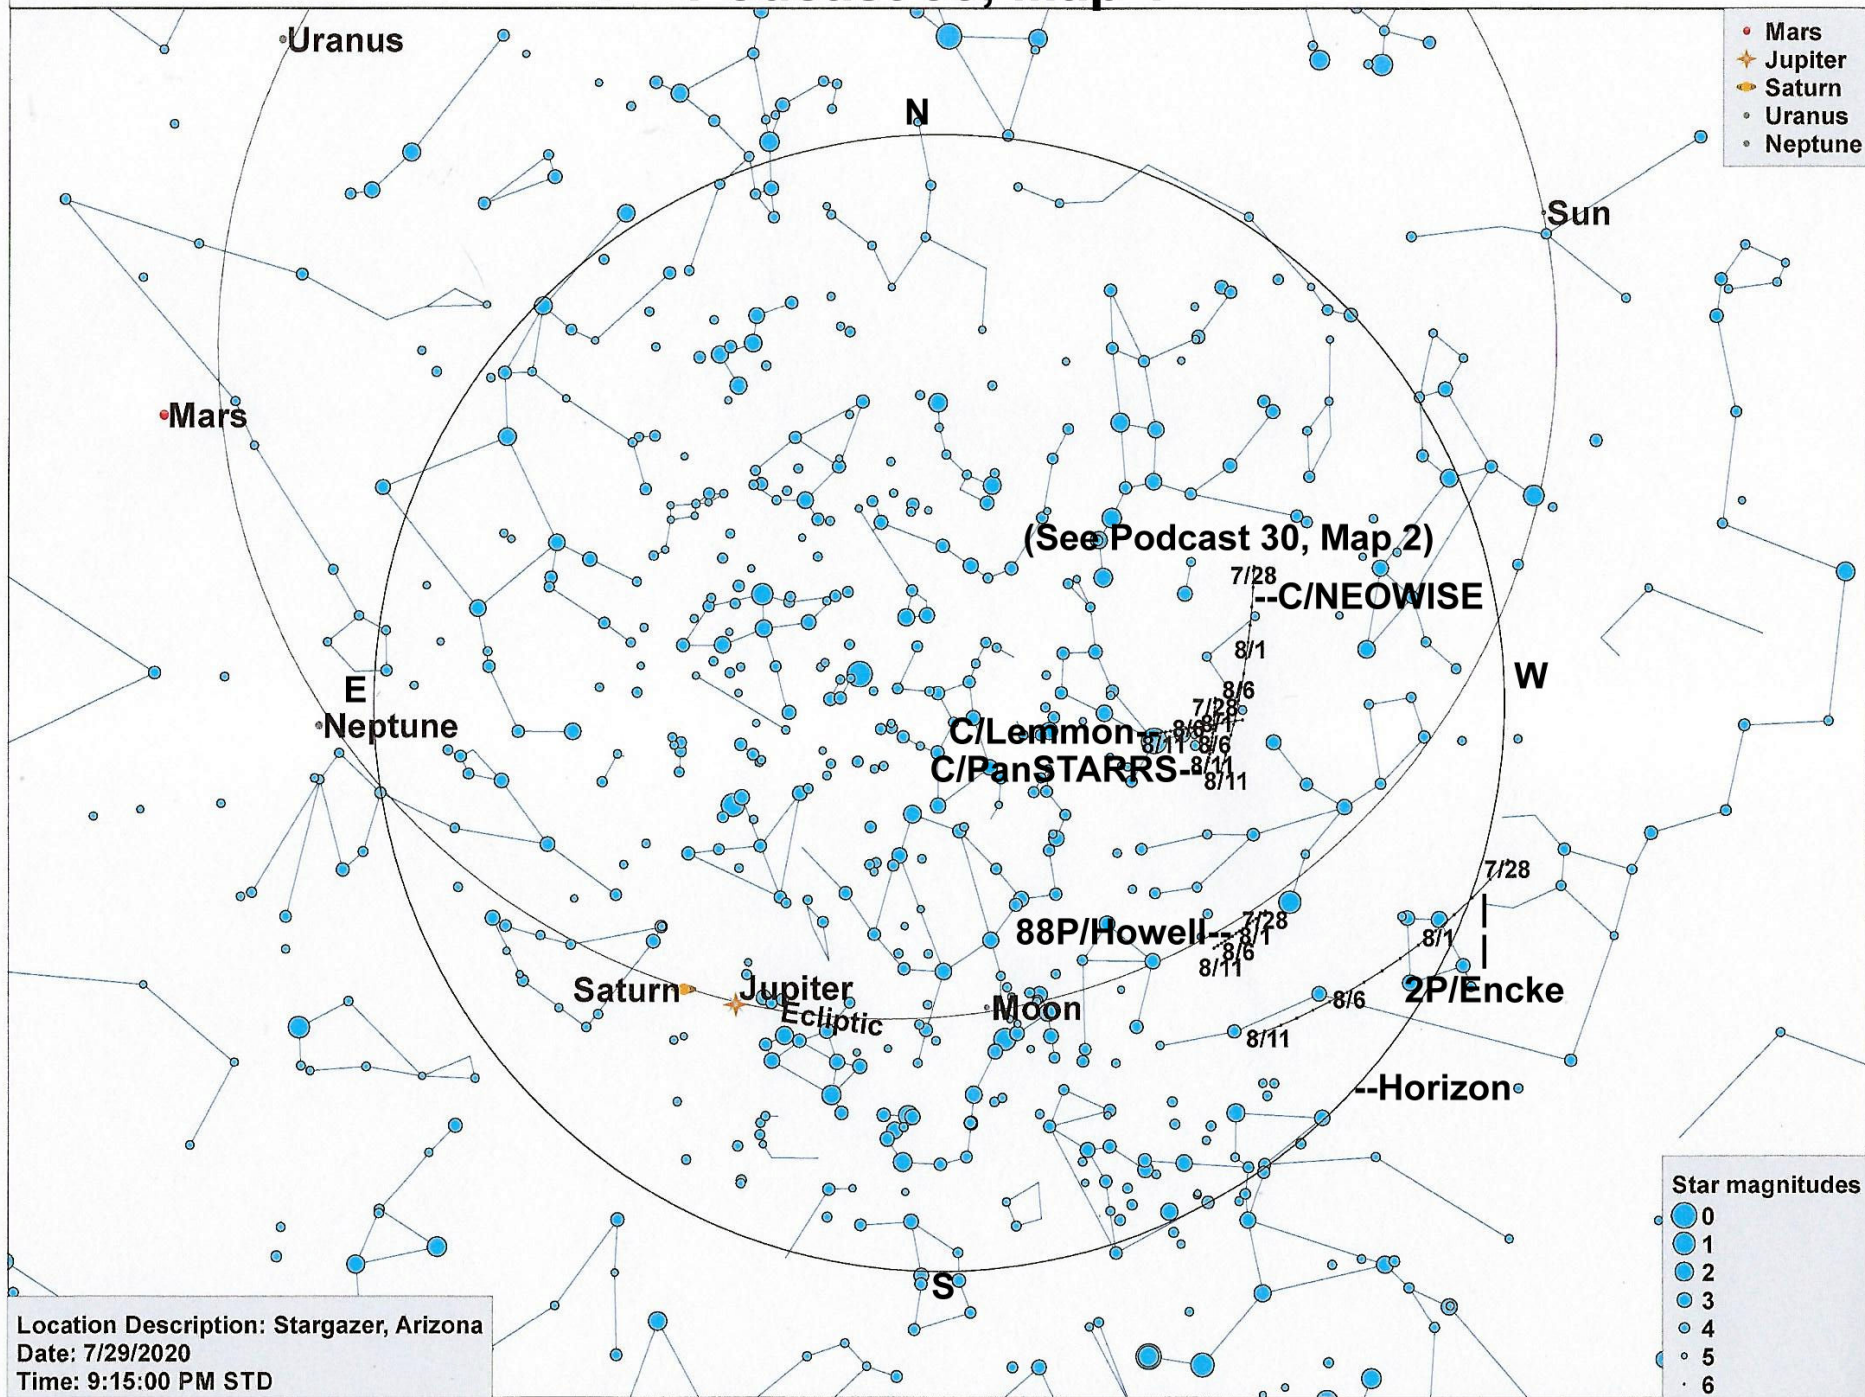 Uranus
Mars
Jupiter
Saturn
Uranus
Neptune
N
Sun
Mars
(See Podcast 30, Map 2)
7/28
--C/NEOWISE
8/1
E
W
8/6
7/28
8/1
Neptune
C/Lemmon--
8/6
8/11
8/6
C/PanSTARRS--
8/11
8/11
7/28
88P/Howell--
7/28
8/1
8/6
8/11
8/1
Saturn
Jupiter
Ecliptic
Moon
2P/Encke
8/6
8/11
--Horizon
S
Star magnitudes
0
1
2
3
4
5
6
Location Description: Stargazer, Arizona
Date: 7/29/2020
Time: 9:15:00 PM STD